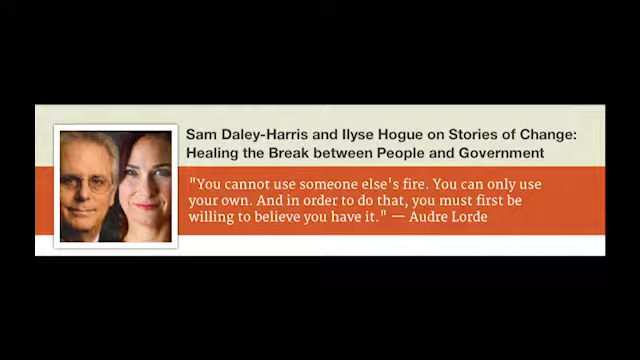 Sam Daley-Harris and Ilyse Hogue on Stories of Change:
Healing the Break between People and Government
"You cannot use someone else's fire. You can only use
your own. And in order to do that, you must first be
willing to believe you have it." — Audre Lorde